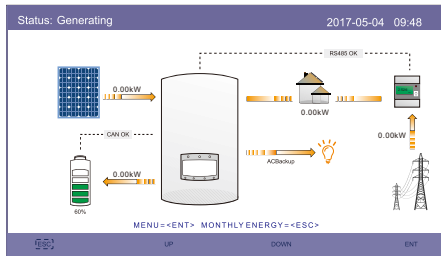 Status: Generating 2017-05-04 09:48
RS485 OK
0.00kW
0.00kW
CAN OK
0.00kW
0.00kW
ACBackup
60%
MENU=<ENT> MONTHLY ENERGY=<ESC>
ESC UP DOWN ENT